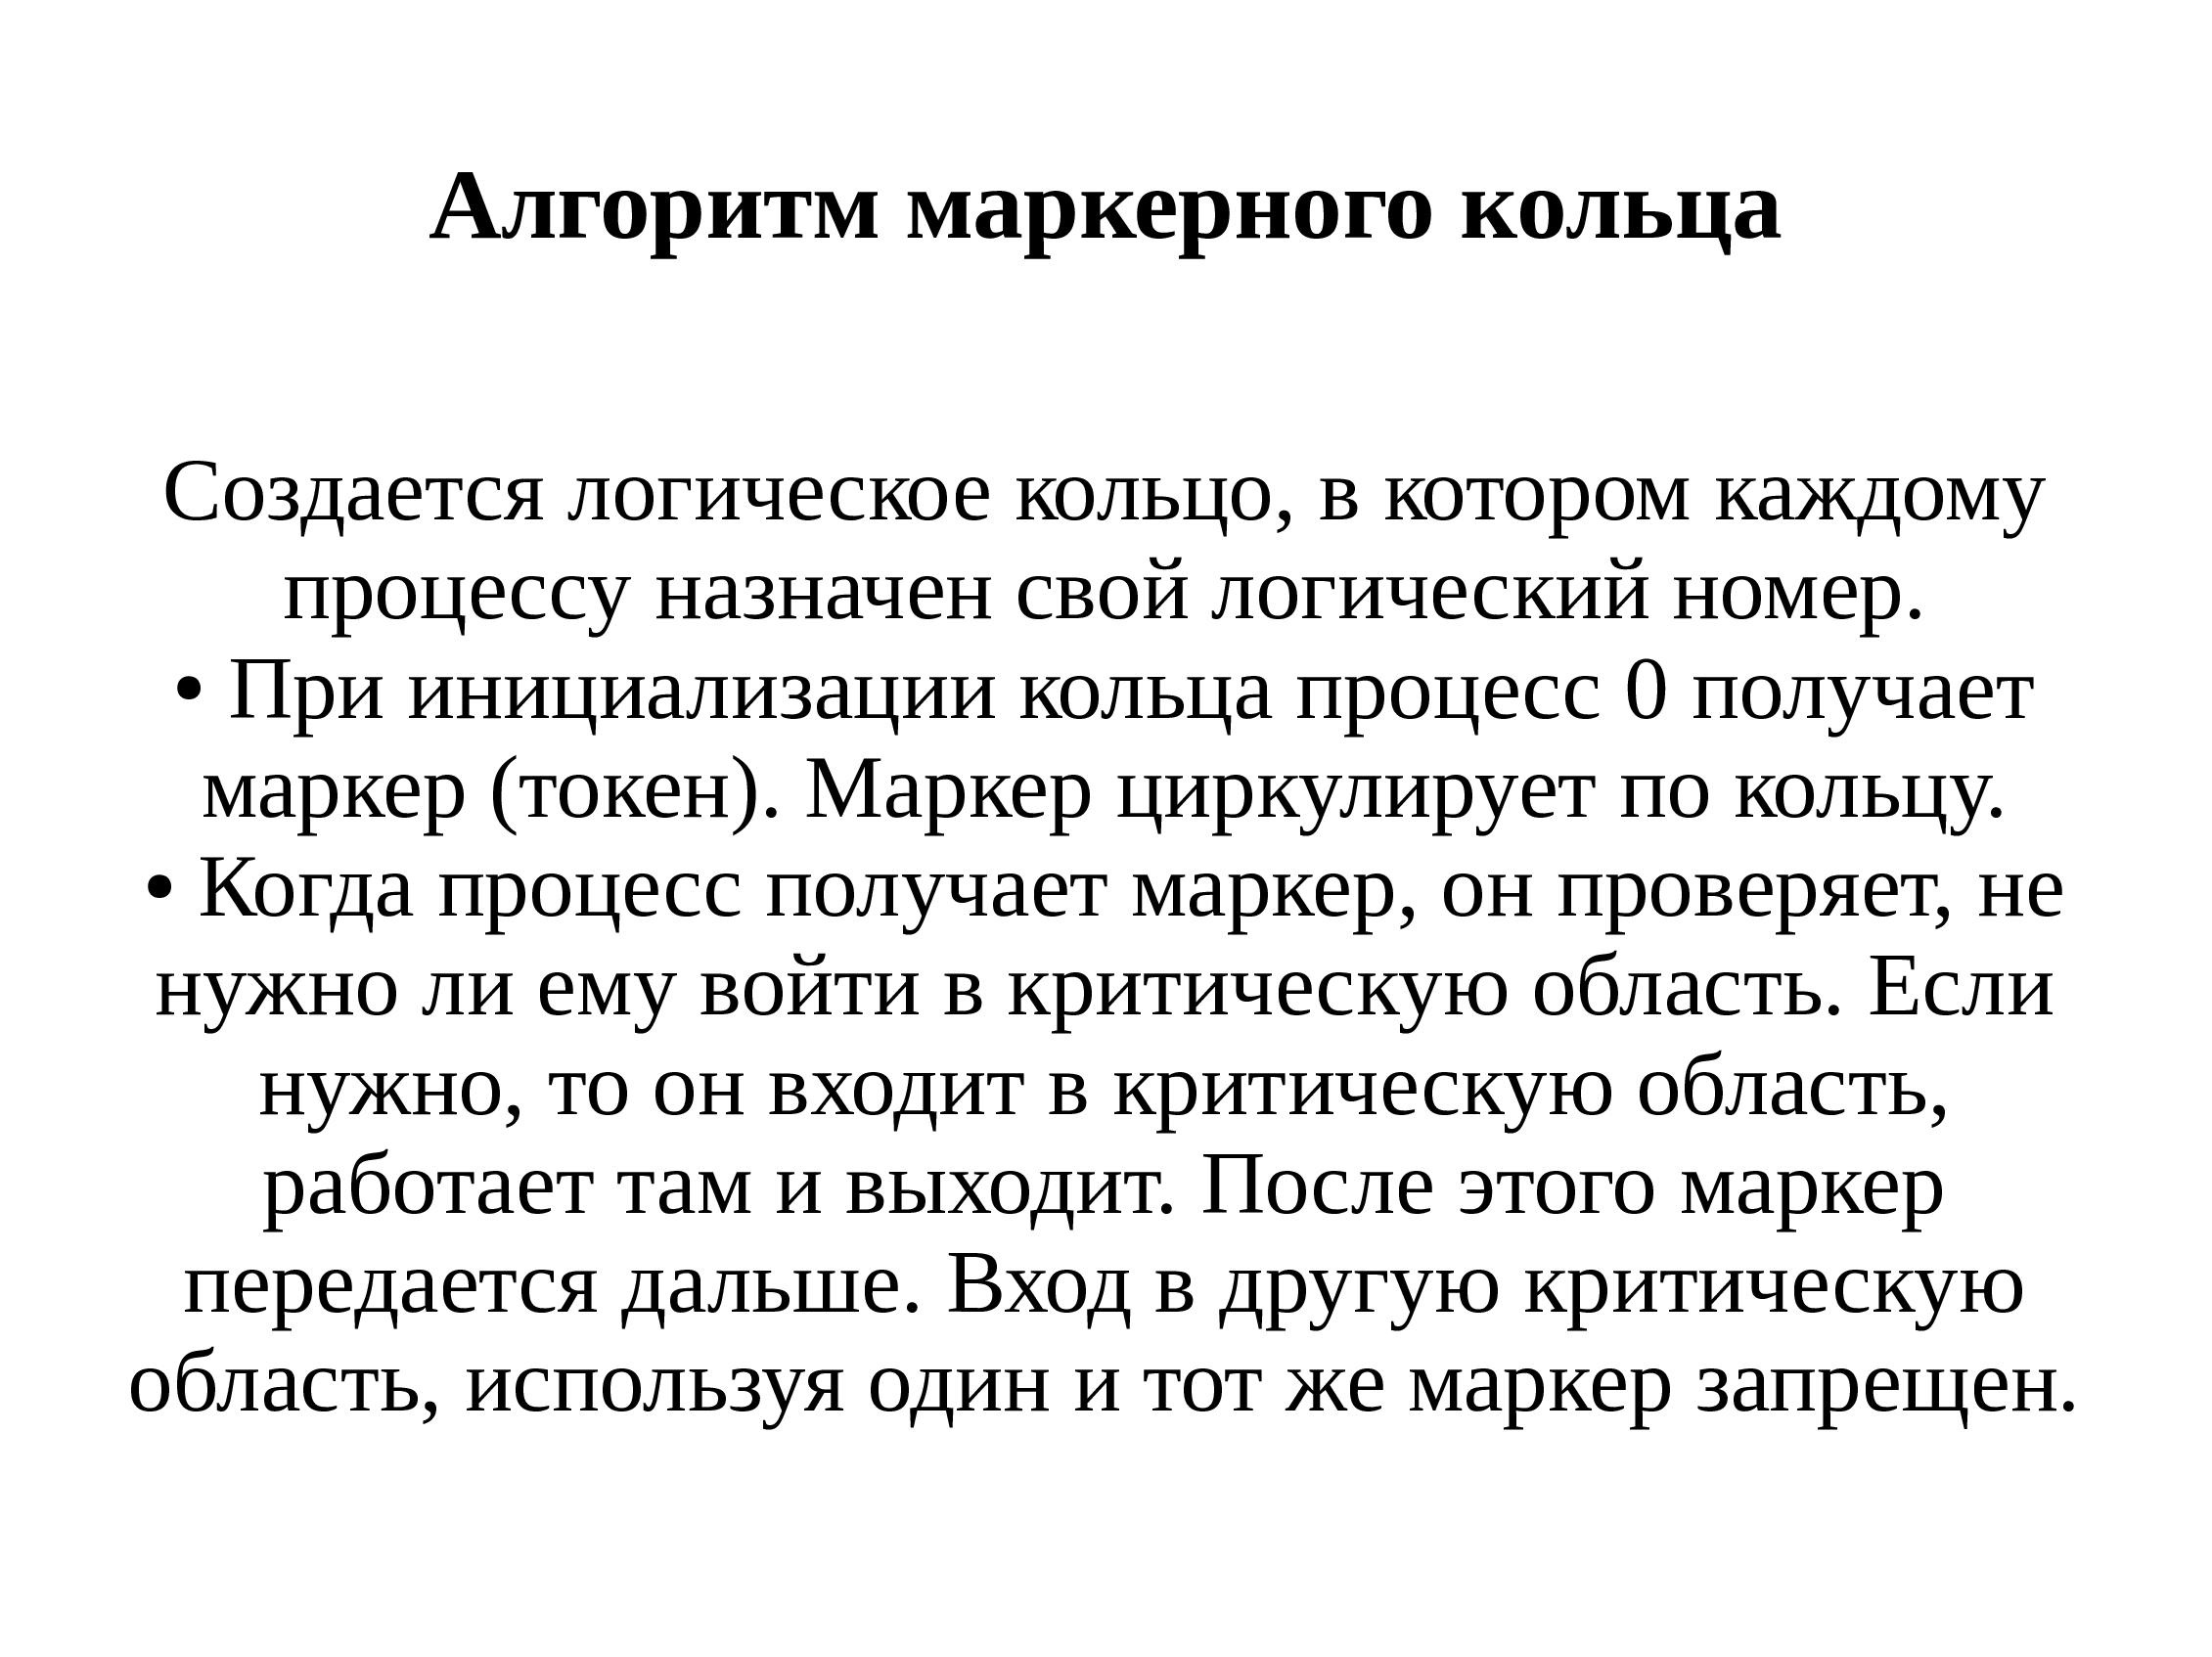 Алгоритм маркерного кольца
Создается логическое кольцо, в котором каждому
процессу назначен свой логический номер.
• При инициализации кольца процесс 0 получает
маркер (токен). Маркер циркулирует по кольцу.
• Когда процесс получает маркер, он проверяет, не
нужно ли ему войти в критическую область. Если
нужно, то он входит в критическую область,
работает там и выходит. После этого маркер
передается дальше. Вход в другую критическую
область, используя один и тот же маркер запрещен.